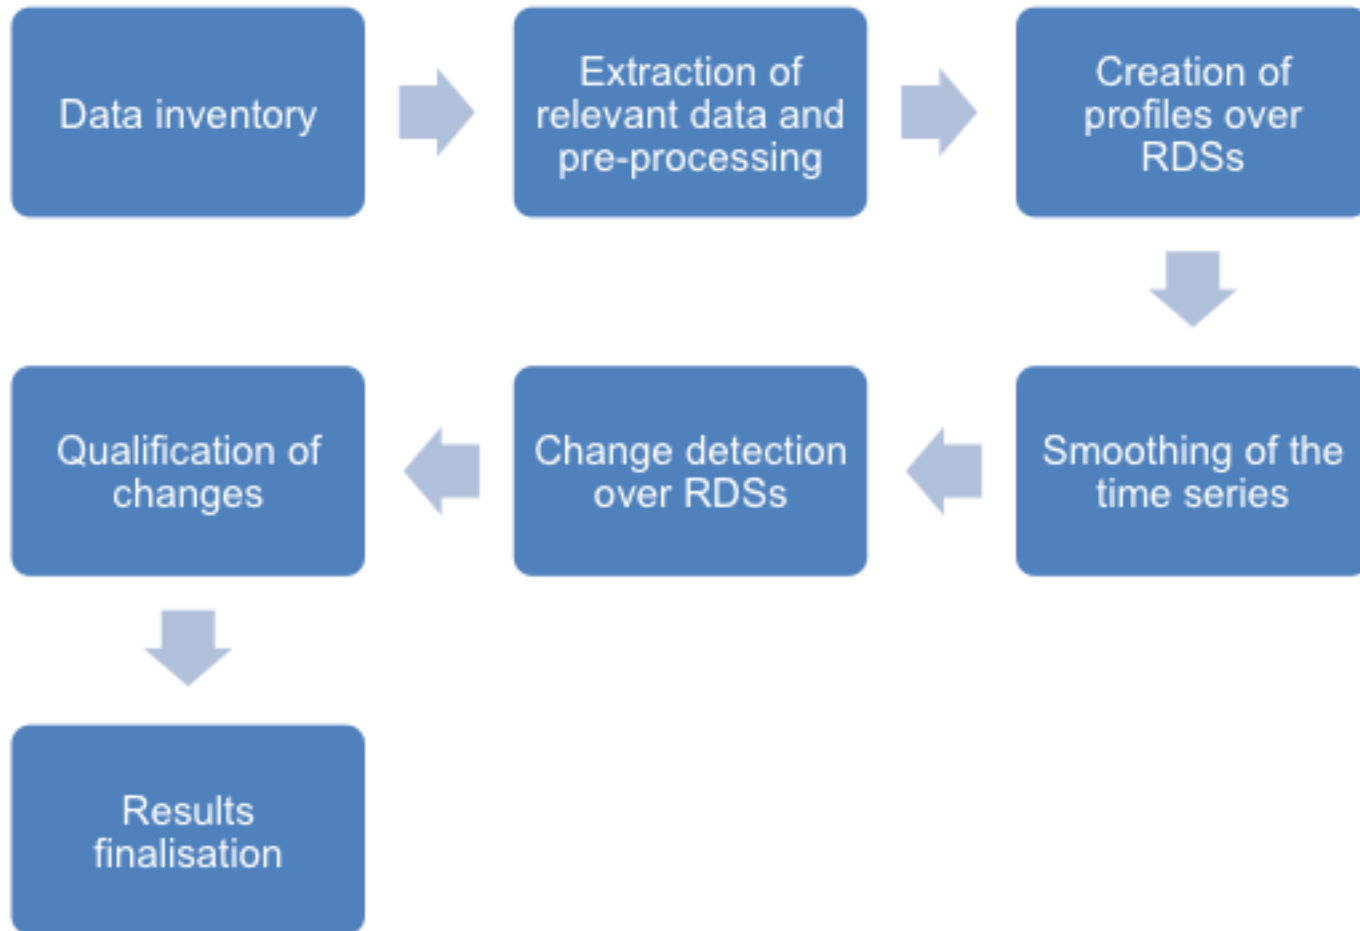 Data inventory
Extraction of
relevant data and
pre-processing
Creation of
profiles over
RDSs
Smoothing of the
time series
Change detection
over RDSs
Qualification of
changes
Results
finalisation